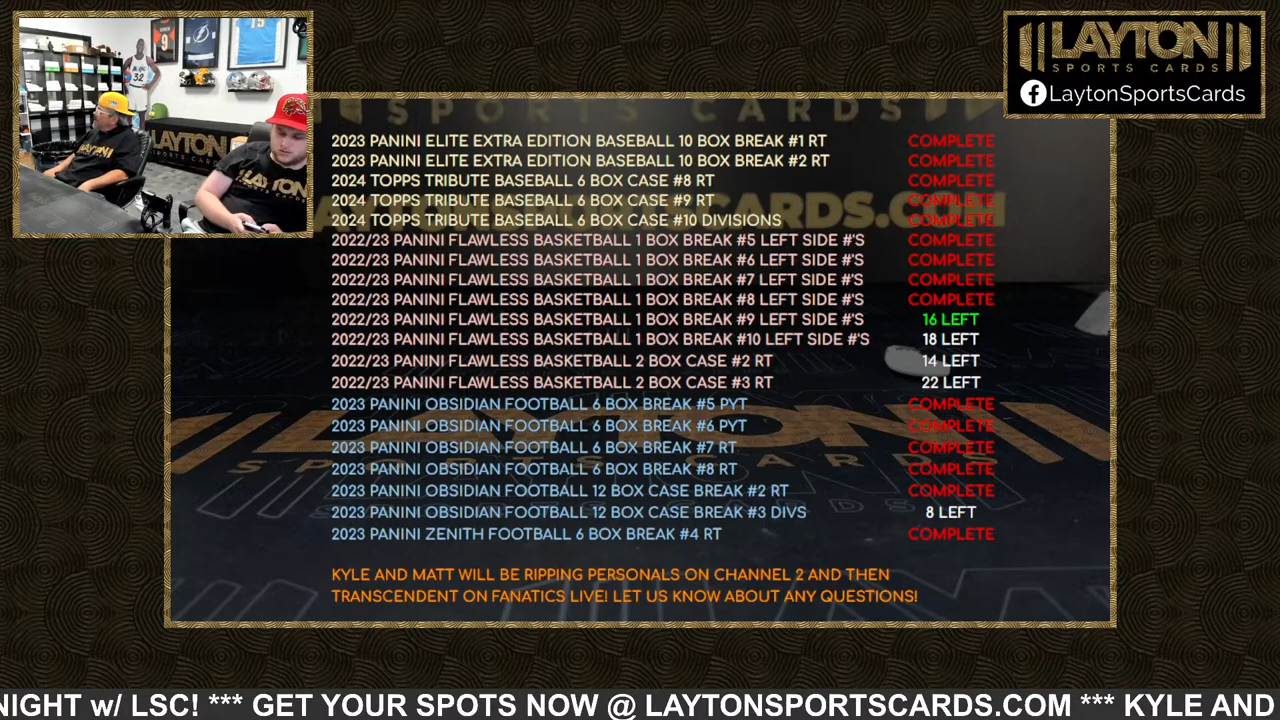 LAYTON
SPORTS CARDS
LaytonSportsCards
SPORTS CARDS
2023 PANINI ELITE EXTRA EDITION BASEBALL 10 BOX BREAK #1 RT COMPLETE
2023 PANINI ELITE EXTRA EDITION BASEBALL 10 BOX BREAK #2 RT COMPLETE
2024 TOPPS TRIBUTE BASEBALL 6 BOX CASE #8 RT COMPLETE
2024 TOPPS TRIBUTE BASEBALL 6 BOX CASE #9 RT COMPLETE
2024 TOPPS TRIBUTE BASEBALL 6 BOX CASE #10 DIVISIONS COMPLETE
2022/23 PANINI FLAWLESS BASKETBALL 1 BOX BREAK #5 LEFT SIDE #'S COMPLETE
2022/23 PANINI FLAWLESS BASKETBALL 1 BOX BREAK #6 LEFT SIDE #'S COMPLETE
2022/23 PANINI FLAWLESS BASKETBALL 1 BOX BREAK #7 LEFT SIDE #'S COMPLETE
2022/23 PANINI FLAWLESS BASKETBALL 1 BOX BREAK #8 LEFT SIDE #'S COMPLETE
2022/23 PANINI FLAWLESS BASKETBALL 1 BOX BREAK #9 LEFT SIDE #'S 16 LEFT
2022/23 PANINI FLAWLESS BASKETBALL 1 BOX BREAK #10 LEFT SIDE #'S 18 LEFT
2022/23 PANINI FLAWLESS BASKETBALL 2 BOX CASE #2 RT 14 LEFT
2022/23 PANINI FLAWLESS BASKETBALL 2 BOX CASE #3 RT 22 LEFT
2023 PANINI OBSIDIAN FOOTBALL 6 BOX BREAK #5 PYT COMPLETE
2023 PANINI OBSIDIAN FOOTBALL 6 BOX BREAK #6 PYT COMPLETE
2023 PANINI OBSIDIAN FOOTBALL 6 BOX BREAK #7 RT COMPLETE
2023 PANINI OBSIDIAN FOOTBALL 6 BOX BREAK #8 RT COMPLETE
2023 PANINI OBSIDIAN FOOTBALL 12 BOX CASE BREAK #2 RT COMPLETE
2023 PANINI OBSIDIAN FOOTBALL 12 BOX CASE BREAK #3 DIVS 8 LEFT
2023 PANINI ZENITH FOOTBALL 6 BOX BREAK #4 RT COMPLETE
KYLE AND MATT WILL BE RIPPING PERSONALS ON CHANNEL 2 AND THEN
TRANSCENDENT ON FANATICS LIVE! LET US KNOW ABOUT ANY QUESTIONS!
NIGHT w/ LSC! *** GET YOUR SPOTS NOW @ LAYTONSPORTSCARDS.COM *** KYLE AND